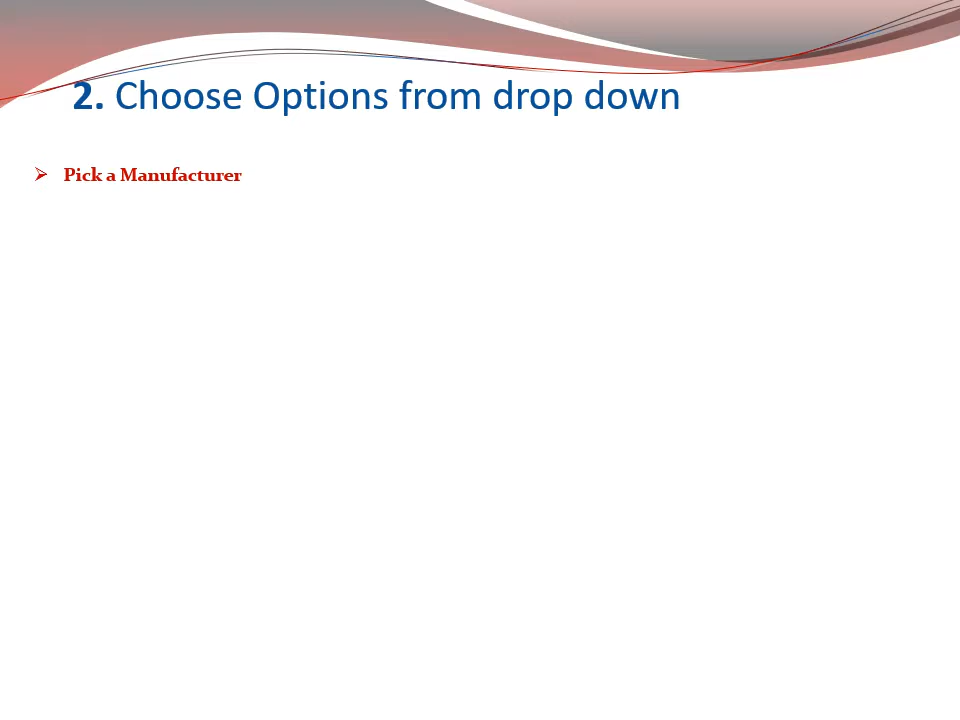 2. Choose Options from drop down
➢ Pick a Manufacturer